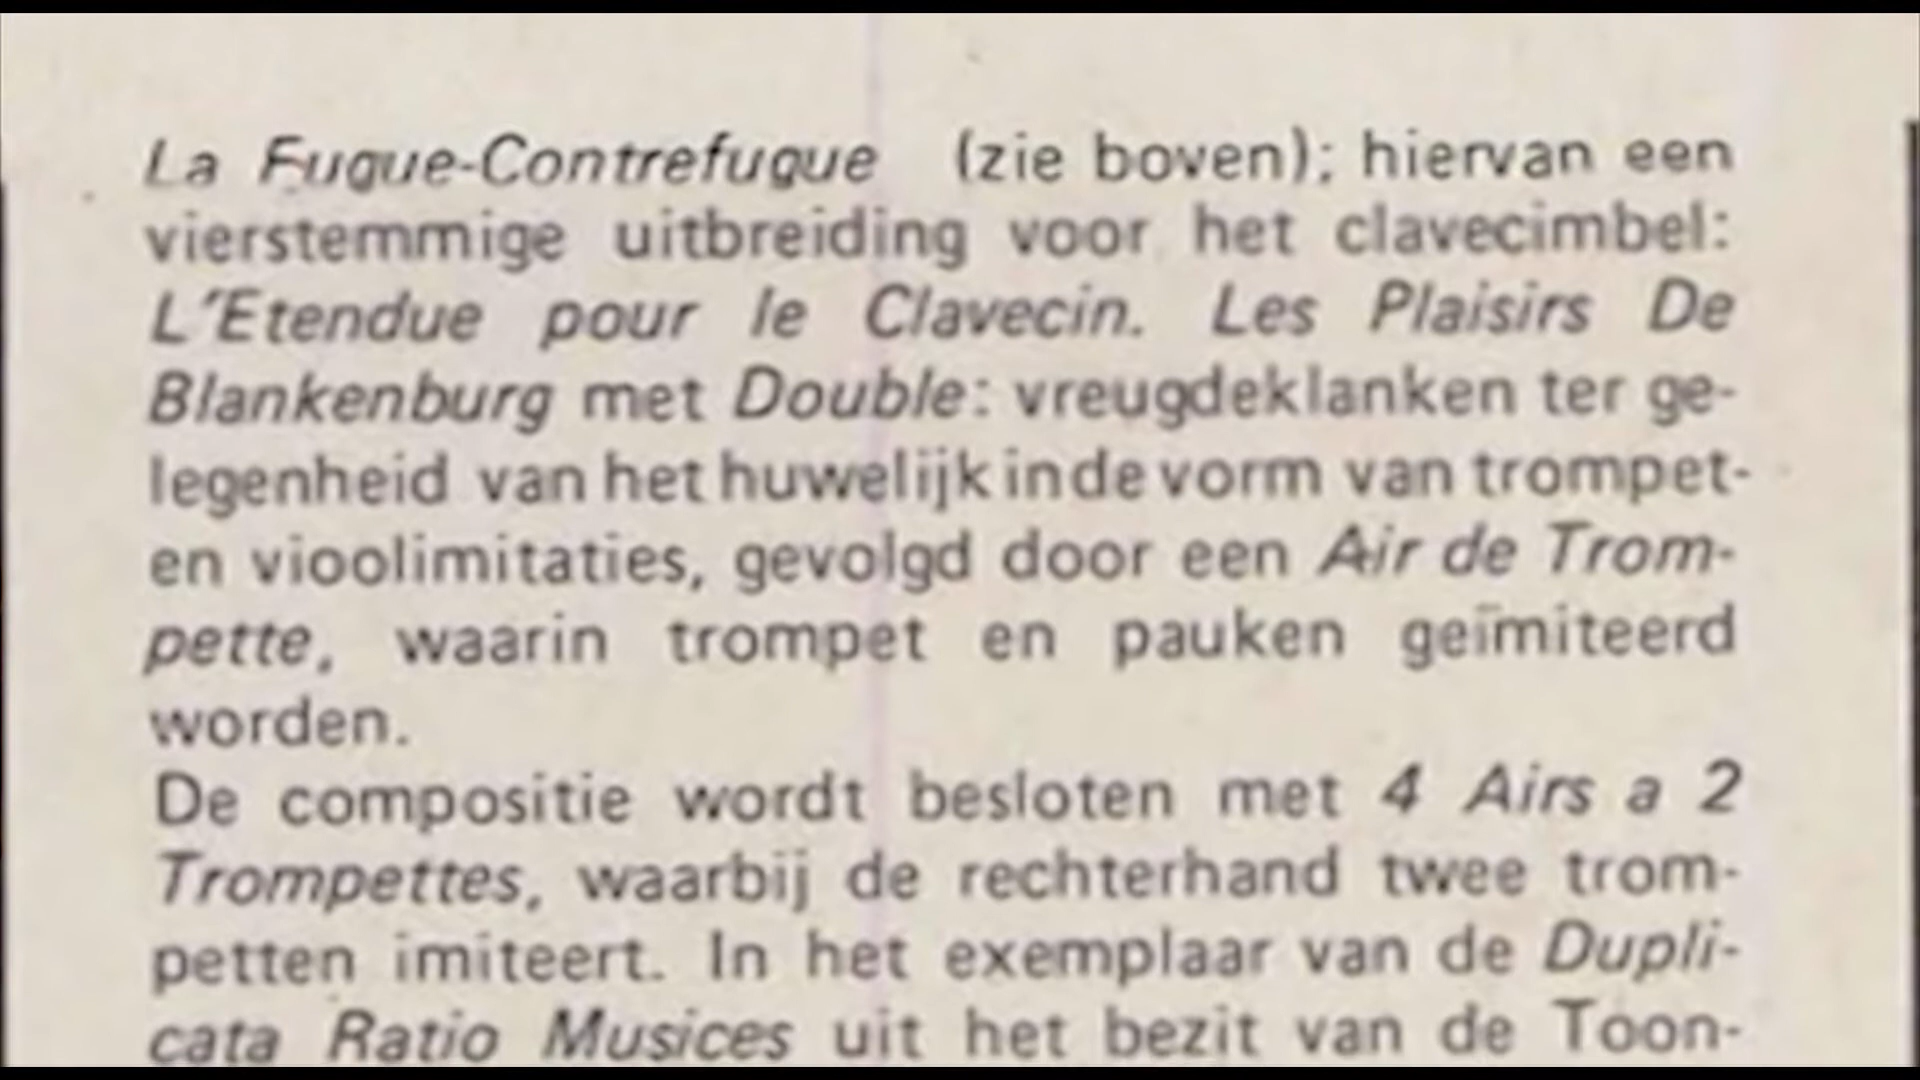 La Fugue-Contrefugue (zie boven); hiervan een
vierstemmige uitbreiding voor het clavecimbel:
L'Etendue pour le Clavecin. Les Plaisirs De
Blankenburg met Double: vreugdeklanken ter ge-
legenheid van het huwelijk in de vorm van trompet-
en vioolimitaties, gevolgd door een Air de Trom-
pette, waarin trompet en pauken geïmiteerd
worden.
De compositie wordt besloten met 4 Airs a 2
Trompettes, waarbij de rechterhand twee trom-
petten imiteert. In het exemplaar van de Dupli-
cata Ratio Musices uit het bezit van de Toon-